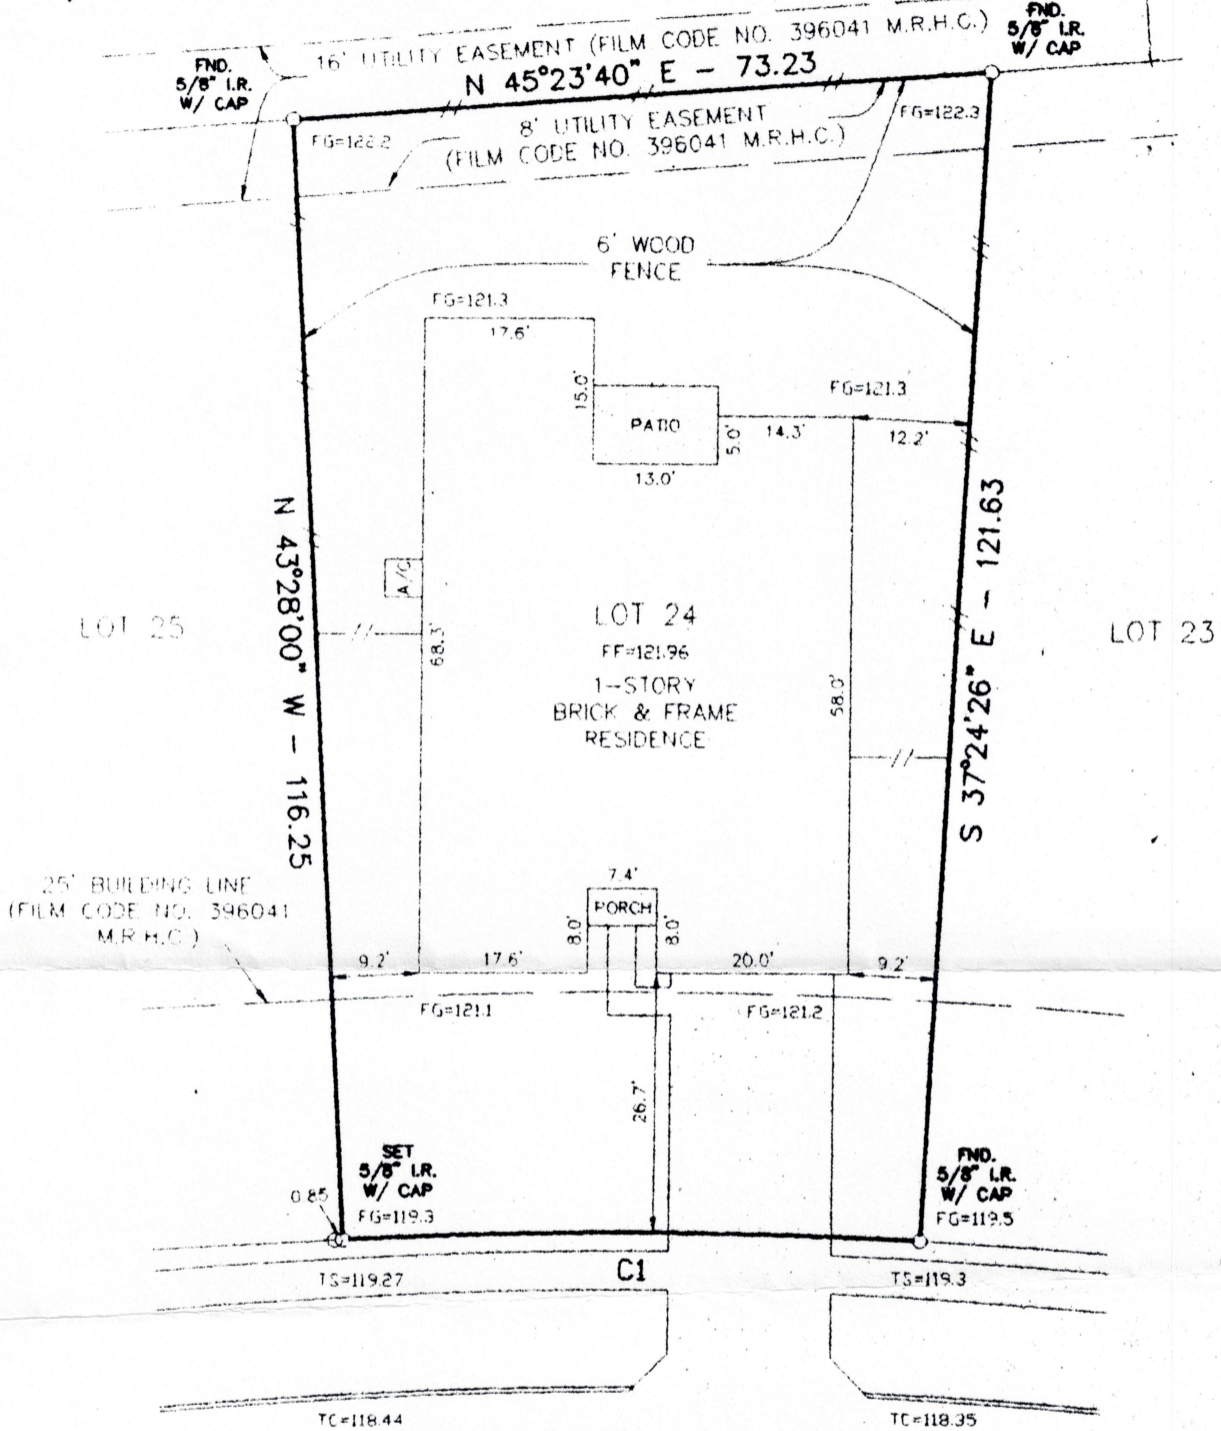 FND.
5/8" I.R.
W/ CAP
16' UTILITY EASEMENT (FILM CODE NO. 396041 M.R.H.C.)
N 45°23'40" E - 73.23
FND.
5/8" I.R.
W/ CAP
FG=122.2
8' UTILITY EASEMENT
(FILM CODE NO. 396041 M.R.H.C.)
FG=122.3
6' WOOD
FENCE
FG=121.3
17.6'
15.0'
PATIO
5.0'
13.0'
14.3'
FG=121.3
12.2'
N 43°28'00" W - 116.25
S 37°24'26" E - 121.63
A/C
68.3'
58.0'
LOT 25
LOT 24
FF=121.96
1-STORY
BRICK & FRAME
RESIDENCE
LOT 23
25' BUILDING LINE
(FILM CODE NO. 396041
M.R.H.C.)
7.4'
PORCH
8.0'
8.0'
9.2'
17.6'
20.0'
9.2'
FG=121.1
FG=121.2
26.7'
SET
5/8" I.R.
W/ CAP
0.85
FG=119.3
FND.
5/8" I.R.
W/ CAP
FG=119.5
TS=119.27
C1
TS=119.3
TC=118.44
TC=118.35